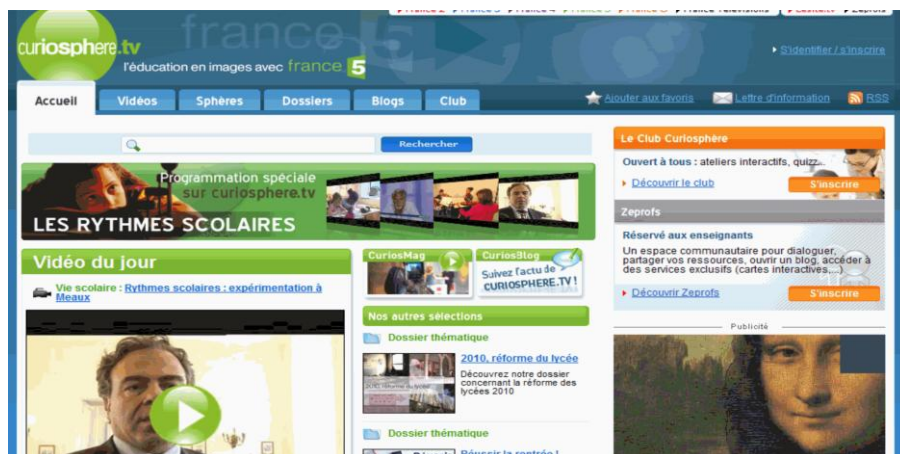 france 5
curiosphere.tv
l'éducation en images avec france 5
S'identifier / s'inscrire
Accueil
Vidéos
Sphères
Dossiers
Blogs
Club
Ajouter aux favoris
Lettre d'information
RSS
Rechercher
Programmation spéciale
sur curiosphere.tv
LES RYTHMES SCOLAIRES
Vidéo du jour
Vie scolaire : Rythmes scolaires : expérimentation à
Meaux
CuriosMag
CuriosBlog
Suivez l'actu de
CURIOSPHERE.TV !
Nos autres sélections
Dossier thématique
2010, réforme du lycée
Découvrez notre dossier
concernant la réforme des
lycées 2010
Dossier thématique
Réussir la rentrée !
Le Club Curiosphère
Ouvert à tous : ateliers interactifs, quizz...
Découvrir le club
S'inscrire
Zeprofs
Réservé aux enseignants
Un espace communautaire pour dialoguer,
partager vos ressources, ouvrir un blog, accéder à
des services exclusifs (cartes interactives,...)
Découvrir Zeprofs
S'inscrire
Publicité